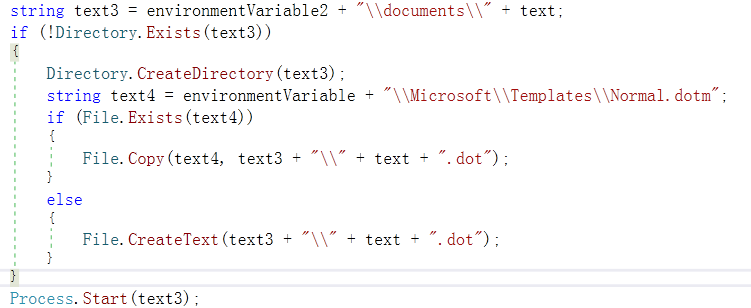 string text3 = environmentVariable2 + "\\documents\\" + text;
if (!Directory.Exists(text3))
{
Directory.CreateDirectory(text3);
string text4 = environmentVariable + "\\Microsoft\\Templates\\Normal.dotm";
if (File.Exists(text4))
{
File.Copy(text4, text3 + "\\" + text + ".dot");
}
else
{
File.CreateText(text3 + "\\" + text + ".dot");
}
}
Process.Start(text3);